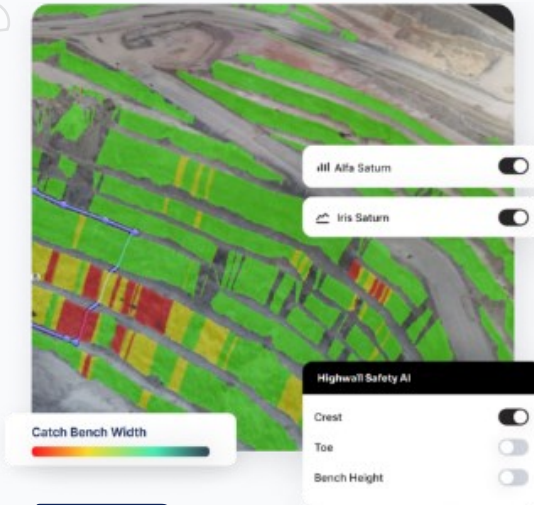 Alfa Saturn
Iris Saturn
Highwall Safety AI
Crest
Toe
Bench Height
Catch Bench Width